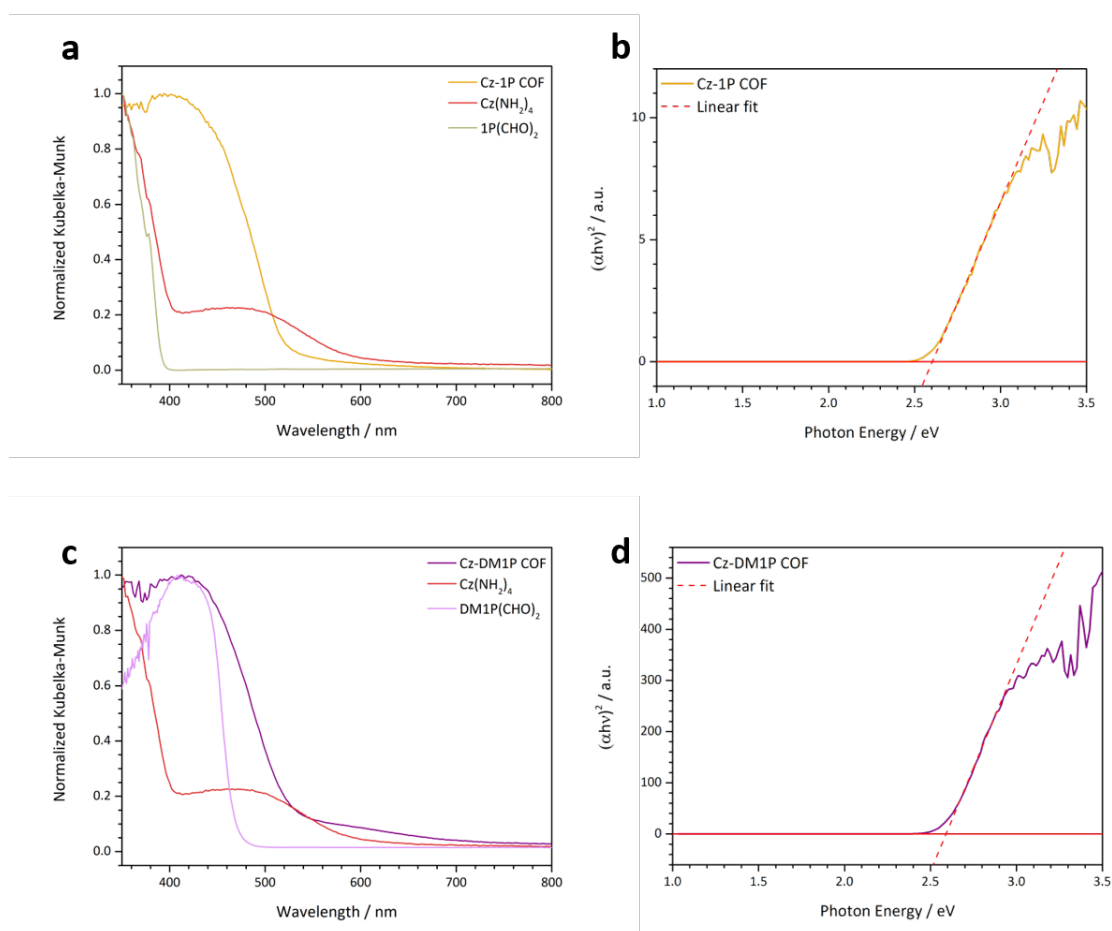 a
Cz-1P COF
Cz(NH₂)₄
1P(CHO)₂
1.0
0.8
0.6
0.4
0.2
0.0
400 500 600 700 800
Normalized Kubelka-Munk
Wavelength / nm
b
Cz-1P COF
Linear fit
10
5
0
1.0 1.5 2.0 2.5 3.0 3.5
(αhν)² / a.u.
Photon Energy / eV
c
Cz-DM1P COF
Cz(NH₂)₄
DM1P(CHO)₂
1.0
0.8
0.6
0.4
0.2
0.0
400 500 600 700 800
Normalized Kubelka-Munk
Wavelength / nm
d
Cz-DM1P COF
Linear fit
500
400
300
200
100
0
1.0 1.5 2.0 2.5 3.0 3.5
(αhν)² / a.u.
Photon Energy / eV